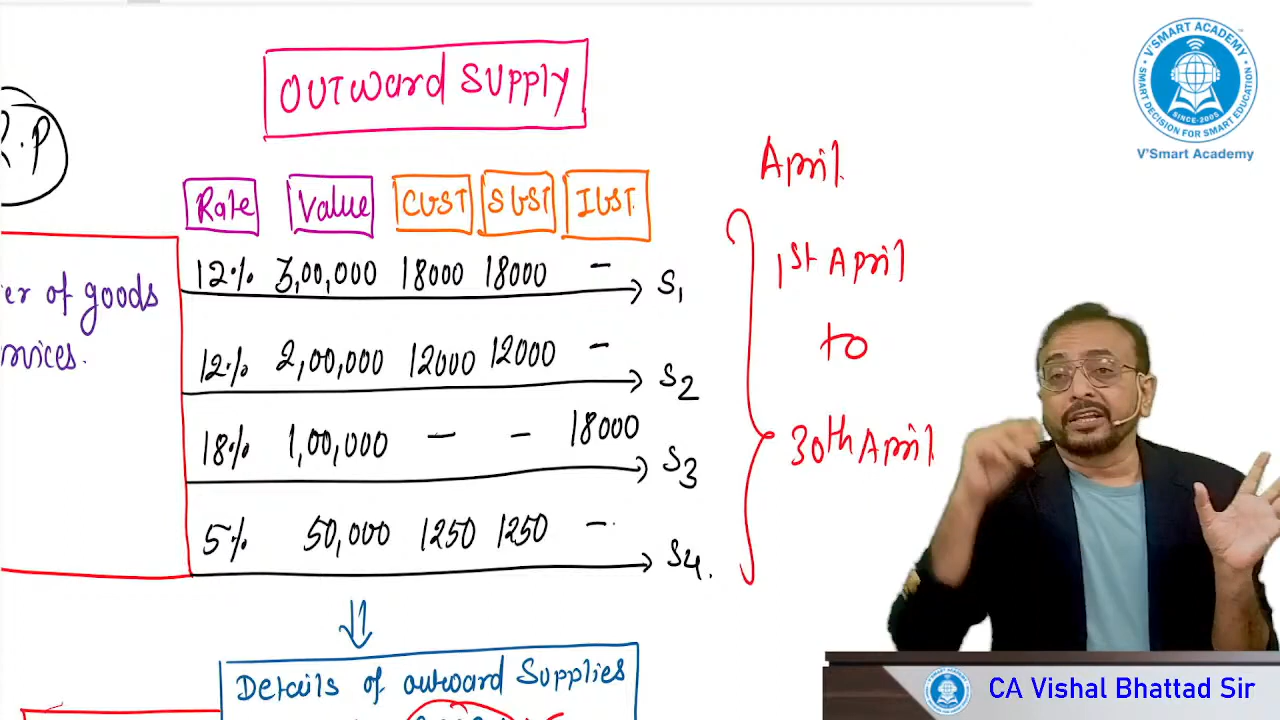 OUTWard SUPPly
V'SMART ACADEMY
SMART DECISION FOR SMART EDUCATION
SINCE-2005
V'Smart Academy
R.P
April
Rate Value CGST SGST IGST
12% 3,00,000 18000 18000 - S1
1st April
er of goods
12% 2,00,000 12000 12000 - S2
to
18% 1,00,000 - - 18000 S3
30th April
5% 50,000 1250 1250 - S4.
Details of outward Supplies
CA Vishal Bhattad Sir